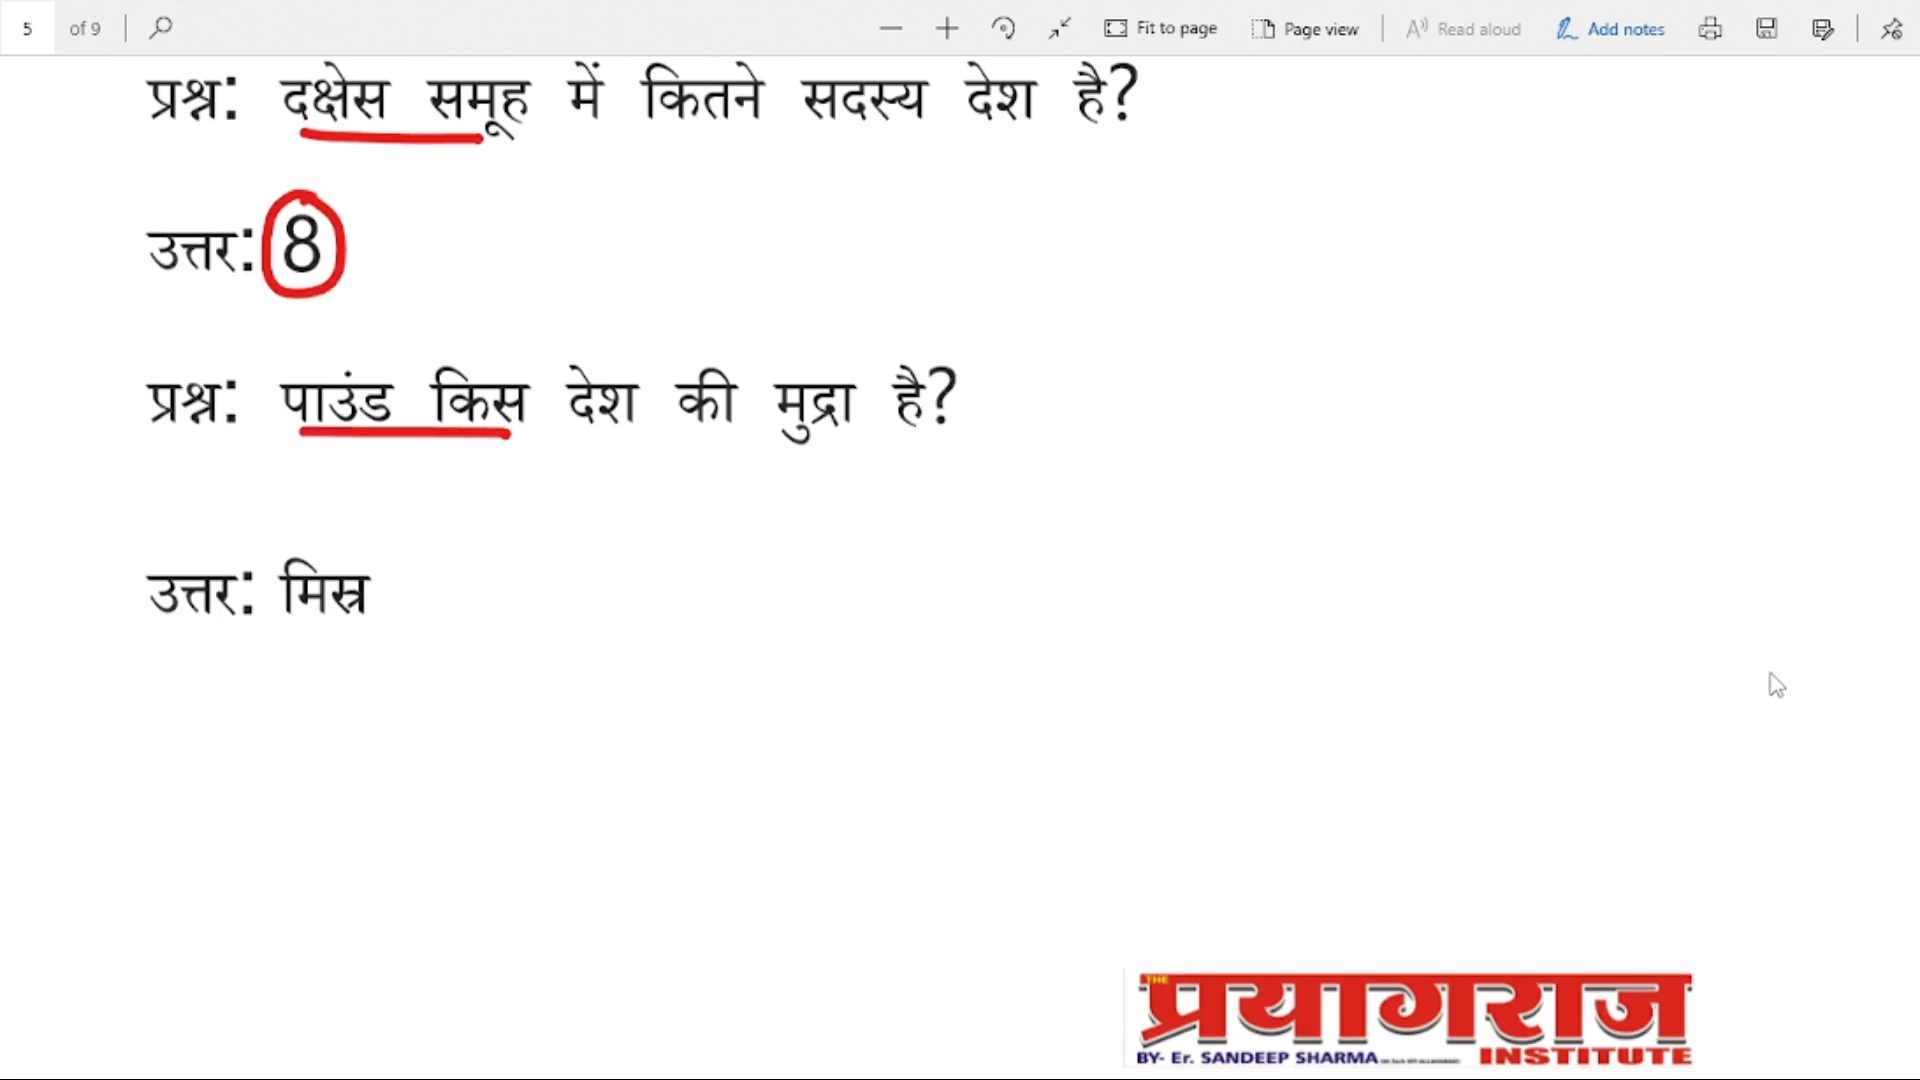 5 of 9 Fit to page Page view Read aloud Add notes
प्रश्न: दक्षेस समूह में कितने सदस्य देश है?
उत्तर: 8
प्रश्न: पाउंड किस देश की मुद्रा है?
उत्तर: मिस्र
THE
प्रयागराज
BY- Er. SANDEEP SHARMA INSTITUTE